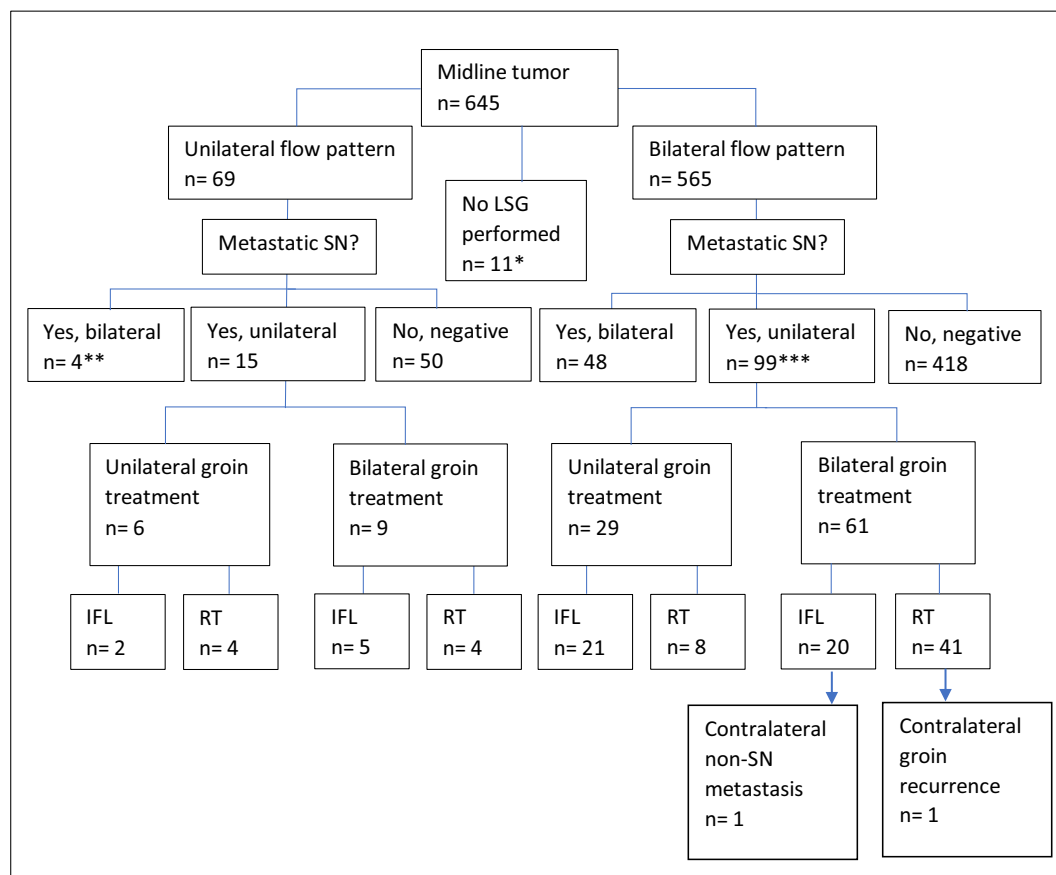 Midline tumor
n= 645
Unilateral flow pattern
n= 69
Bilateral flow pattern
n= 565
No LSG
performed
n= 11*
Metastatic SN?
Metastatic SN?
Yes, bilateral
n= 4**
Yes, unilateral
n= 15
No, negative
n= 50
Yes, bilateral
n= 48
Yes, unilateral
n= 99***
No, negative
n= 418
Unilateral groin
treatment
n= 6
Bilateral groin
treatment
n= 9
Unilateral groin
treatment
n= 29
Bilateral groin
treatment
n= 61
IFL
n= 2
RT
n= 4
IFL
n= 5
RT
n= 4
IFL
n= 21
RT
n= 8
IFL
n= 20
RT
n= 41
Contralateral
non-SN
metastasis
n= 1
Contralateral
groin
recurrence
n= 1